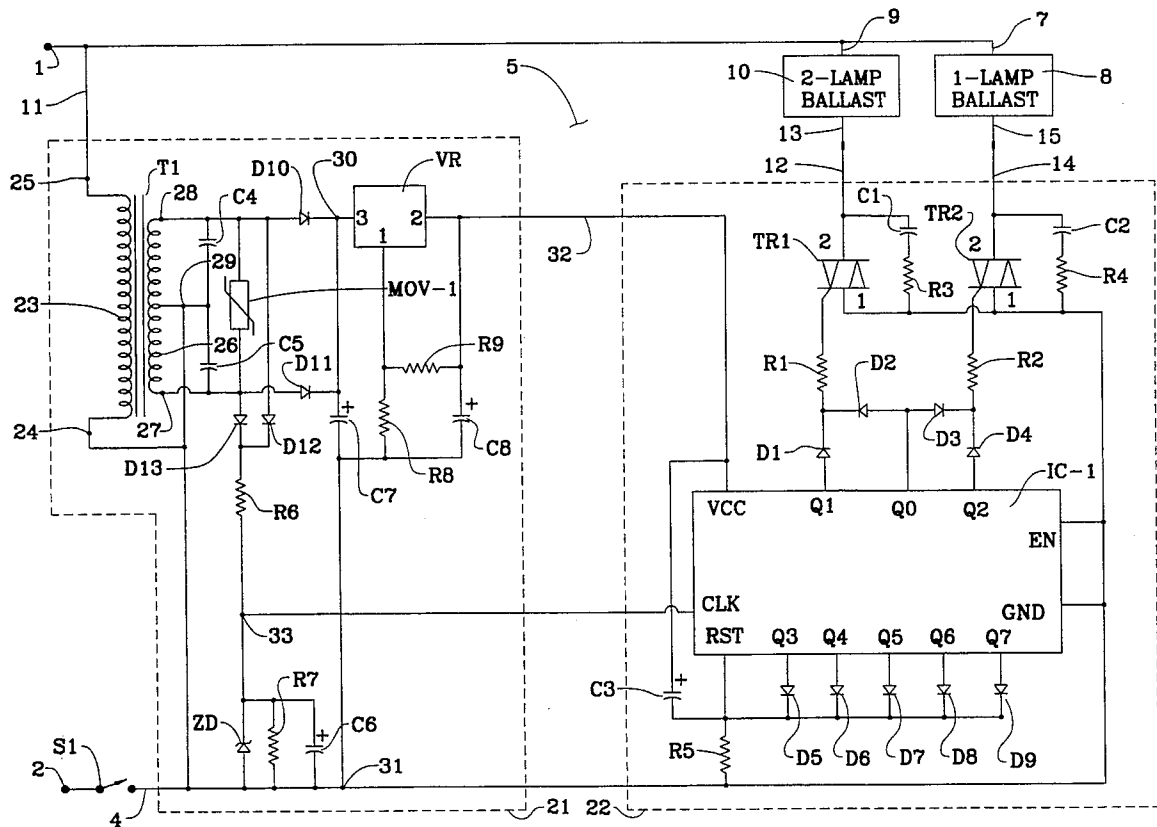 1
9
7
5
10
2-LAMP
BALLAST
1-LAMP
BALLAST
8
11
13
15
12
14
T1
25
28
C4
D10
30
VR
3
2
1
32
C1
TR2
C2
TR1
2
2
R3
R4
1
1
29
23
MOV-1
26
C5
D11
R9
R1
D2
R2
24
27
D13
D12
C7
R8
C8
D1
D3
D4
IC-1
R6
VCC
Q1
Q0
Q2
EN
CLK
GND
33
RST
Q3
Q4
Q5
Q6
Q7
R7
C3
ZD
C6
S1
R5
D5
D6
D7
D8
D9
2
31
4
21
22